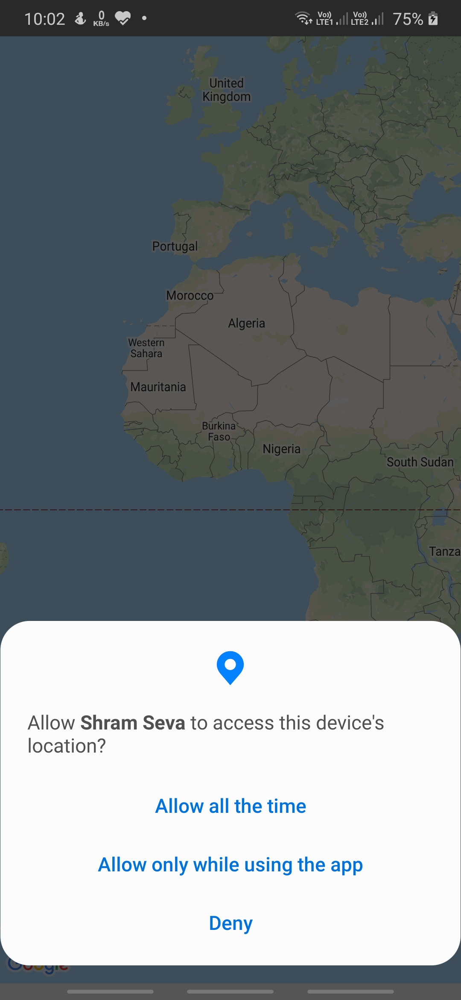 10:02 0 KB/s Vo)) LTE1 Vo)) LTE2 75%
United
Kingdom
Portugal
Morocco
Algeria
Western
Sahara
Mauritania
Burkina
Faso
Nigeria
South Sudan
Tanza
Allow Shram Seva to access this device's
location?
Allow all the time
Allow only while using the app
Deny
Google